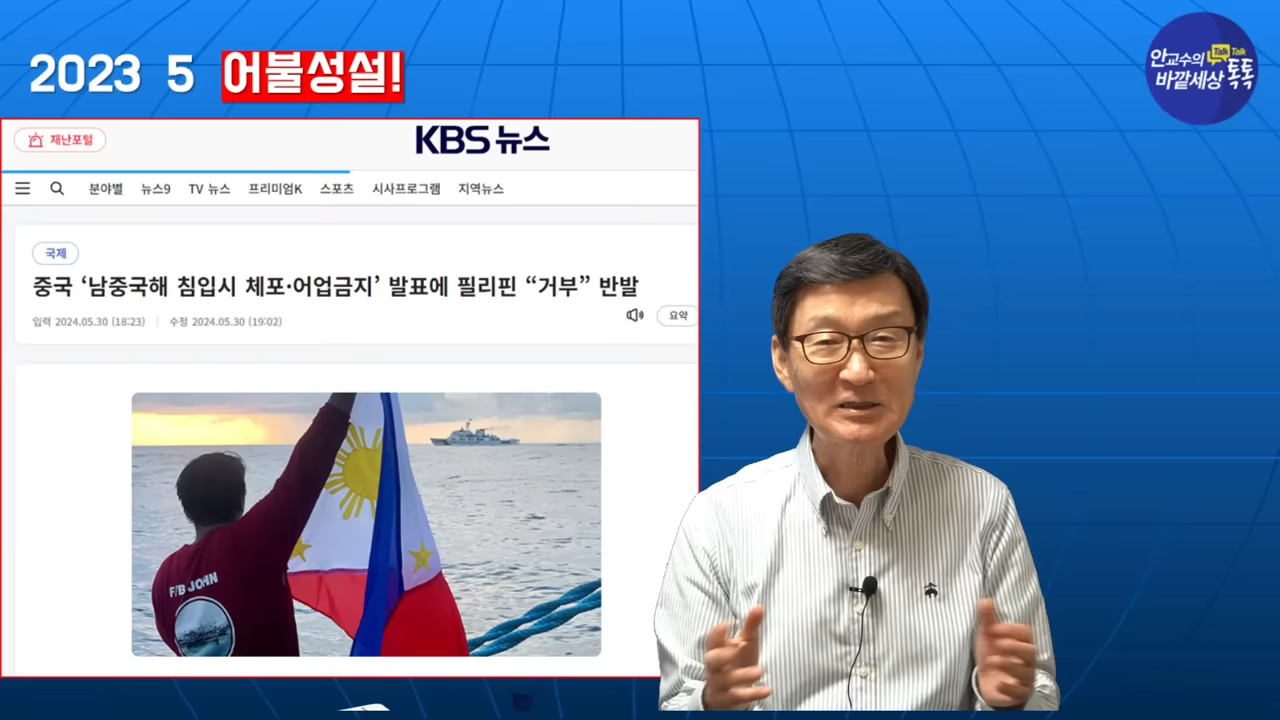 2023 5 어불성설!
안교수의
Talk Talk
바깥세상 톡톡
재난포털
KBS 뉴스
분야별 뉴스9 TV 뉴스 프리미엄K 스포츠 시사프로그램 지역뉴스
국제
중국 ‘남중국해 침입시 체포·어업금지’ 발표에 필리핀 “거부” 반발
입력 2024.05.30 (18:23) | 수정 2024.05.30 (19:02)
요약
F/B JOHN